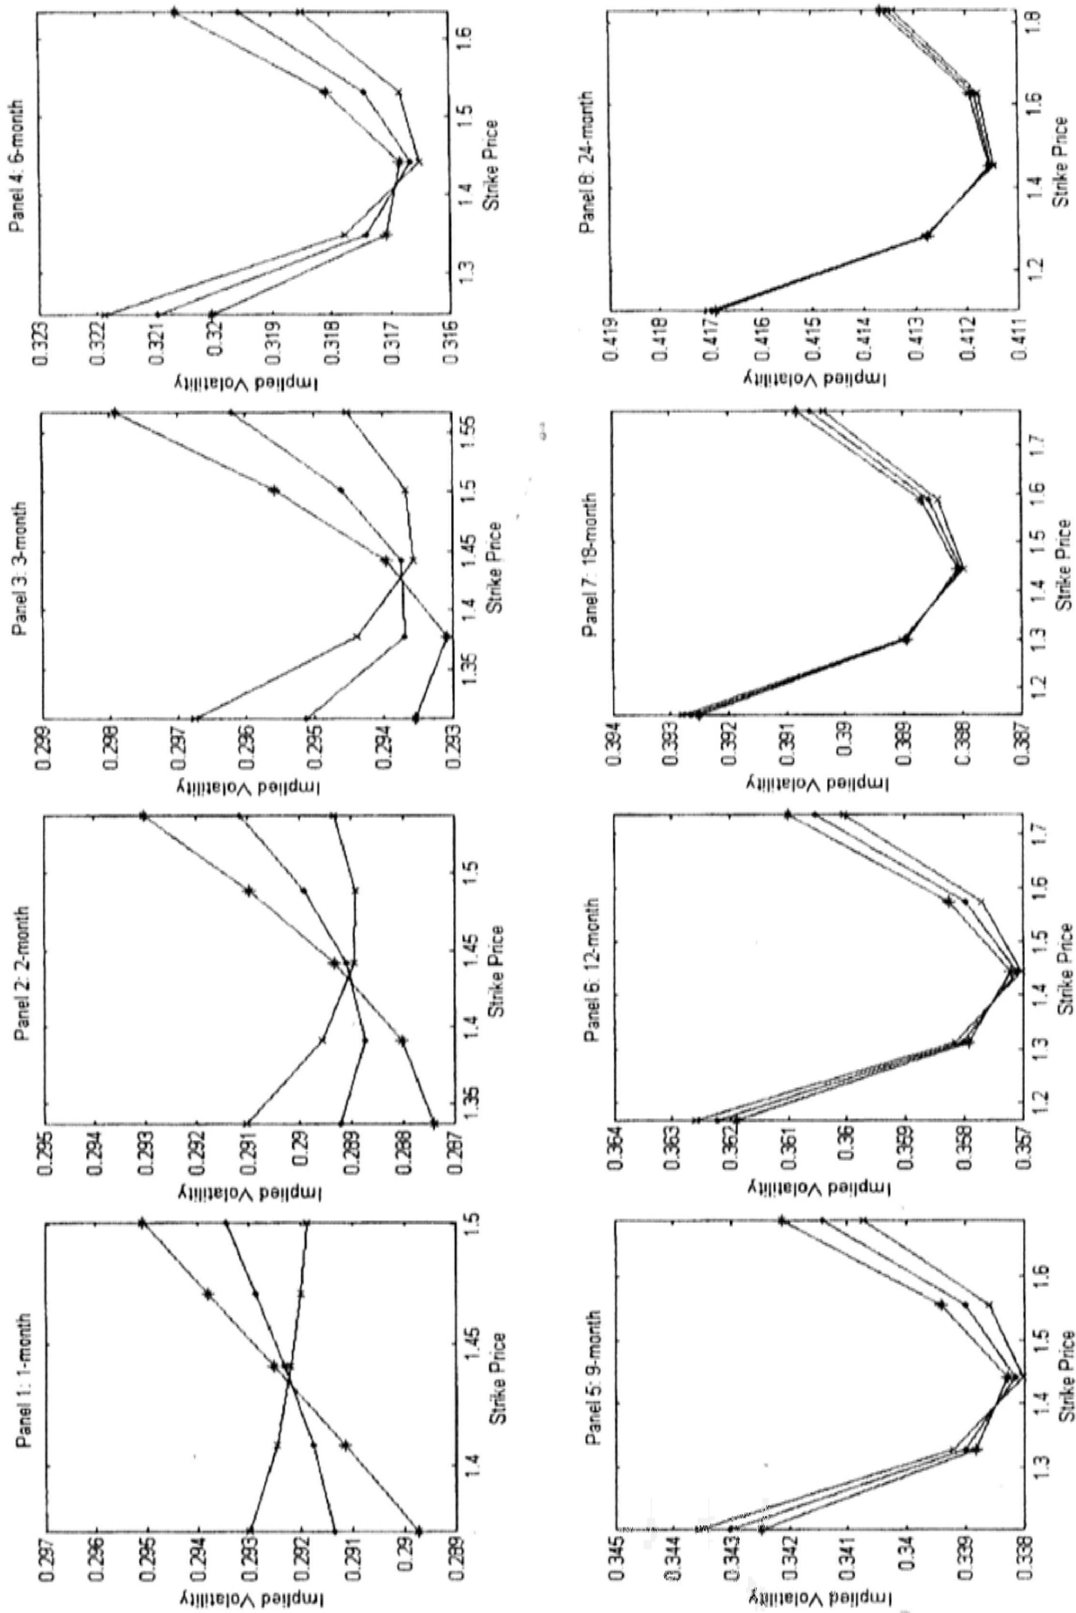 Panel 1: 1-month
0.297
0.296
0.295
0.294
0.293
0.292
0.291
0.29
0.289
Implied Volatility
1.4 1.45 1.5
Strike Price
Panel 2: 2-month
0.295
0.294
0.293
0.292
0.291
0.29
0.289
0.288
0.287
Implied Volatility
1.35 1.4 1.45 1.5
Strike Price
Panel 3: 3-month
0.299
0.298
0.297
0.296
0.295
0.294
0.293
Implied Volatility
1.35 1.4 1.45 1.5 1.55
Strike Price
Panel 4: 6-month
0.323
0.322
0.321
0.32
0.319
0.318
0.317
0.316
Implied Volatility
1.3 1.4 1.5 1.6
Strike Price
Panel 5: 9-month
0.345
0.344
0.343
0.342
0.341
0.34
0.339
0.338
Implied Volatility
1.3 1.4 1.5 1.6
Strike Price
Panel 6: 12-month
0.364
0.363
0.362
0.361
0.36
0.359
0.358
0.357
Implied Volatility
1.2 1.3 1.4 1.5 1.6 1.7
Strike Price
Panel 7: 18-month
0.394
0.393
0.392
0.391
0.39
0.389
0.388
0.387
Implied Volatility
1.2 1.3 1.4 1.5 1.6 1.7
Strike Price
Panel 8: 24-month
0.419
0.418
0.417
0.416
0.415
0.414
0.413
0.412
0.411
Implied Volatility
1.2 1.4 1.6 1.8
Strike Price